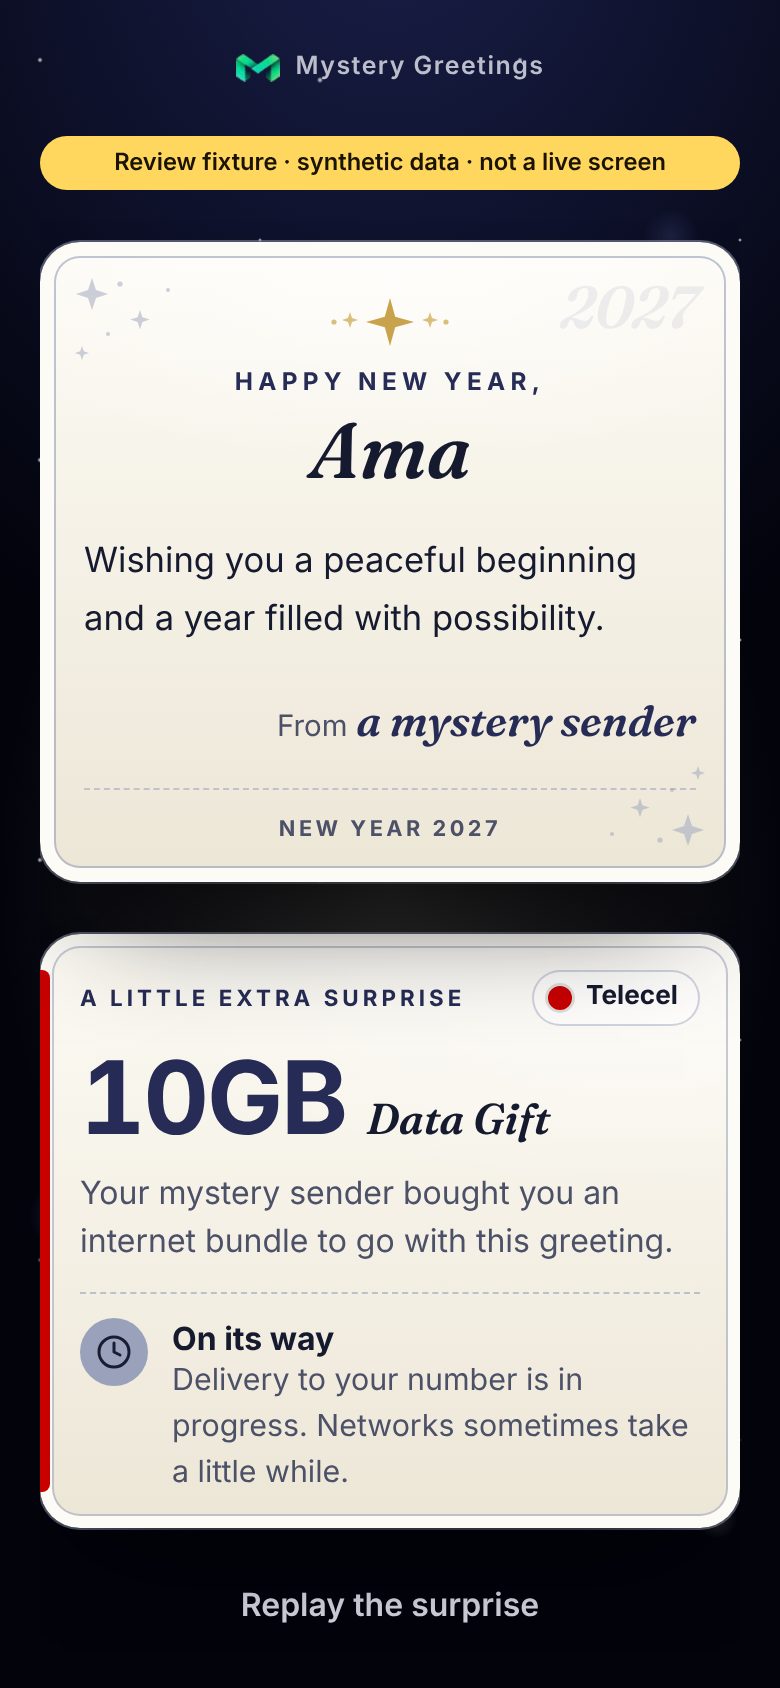 Mystery Greetings
Review fixture · synthetic data · not a live screen
2027
HAPPY NEW YEAR,
Ama
Wishing you a peaceful beginning
and a year filled with possibility.
From a mystery sender
NEW YEAR 2027
A LITTLE EXTRA SURPRISE
Telecel
10GB Data Gift
Your mystery sender bought you an
internet bundle to go with this greeting.
On its way
Delivery to your number is in
progress. Networks sometimes take
a little while.
Replay the surprise